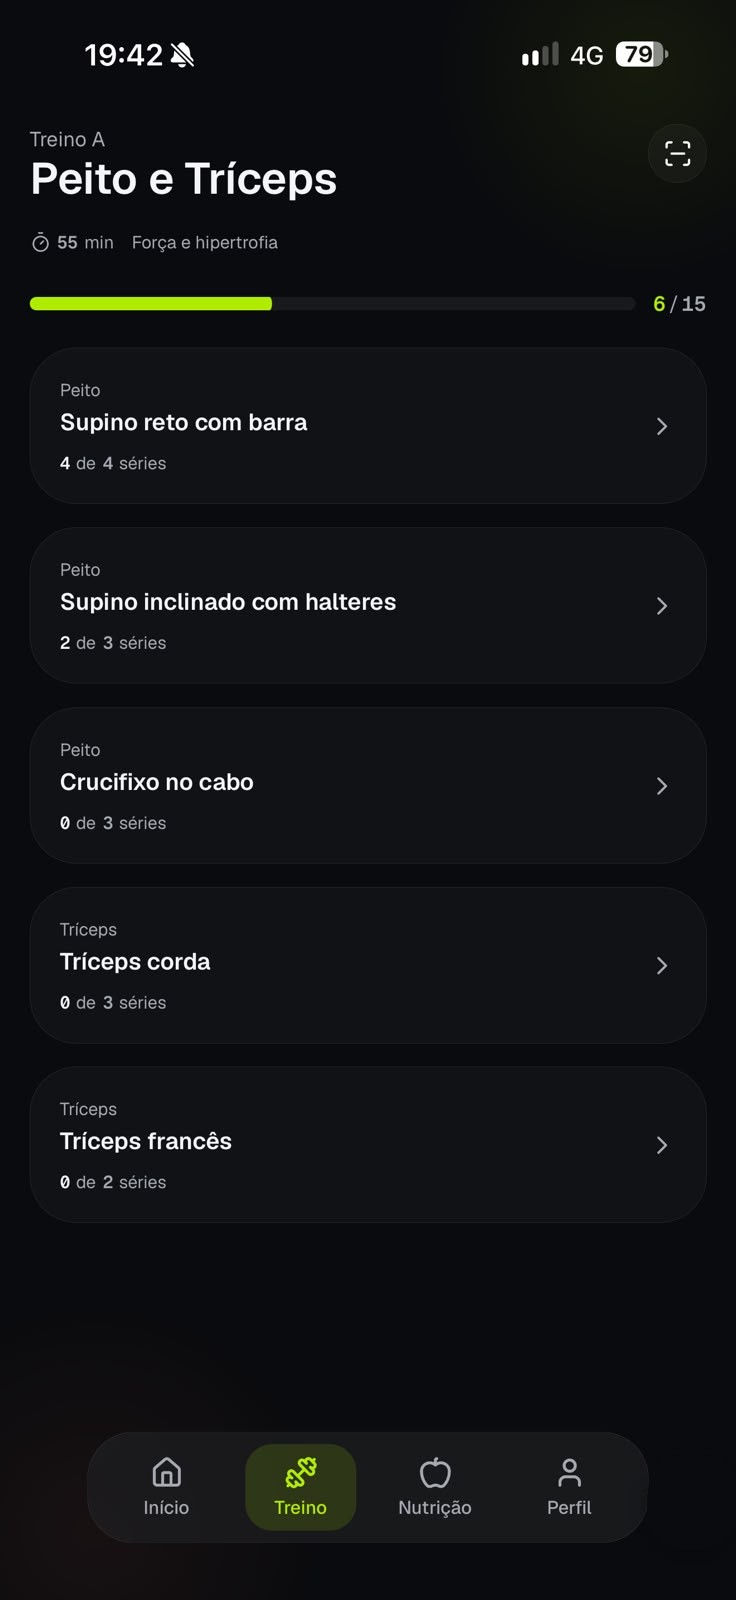 19:42
4G
79
Treino A
Peito e Tríceps
55 min Força e hipertrofia
6 / 15
Peito
Supino reto com barra
4 de 4 séries
Peito
Supino inclinado com halteres
2 de 3 séries
Peito
Crucifixo no cabo
0 de 3 séries
Tríceps
Tríceps corda
0 de 3 séries
Tríceps
Tríceps francês
0 de 2 séries
Início
Treino
Nutrição
Perfil